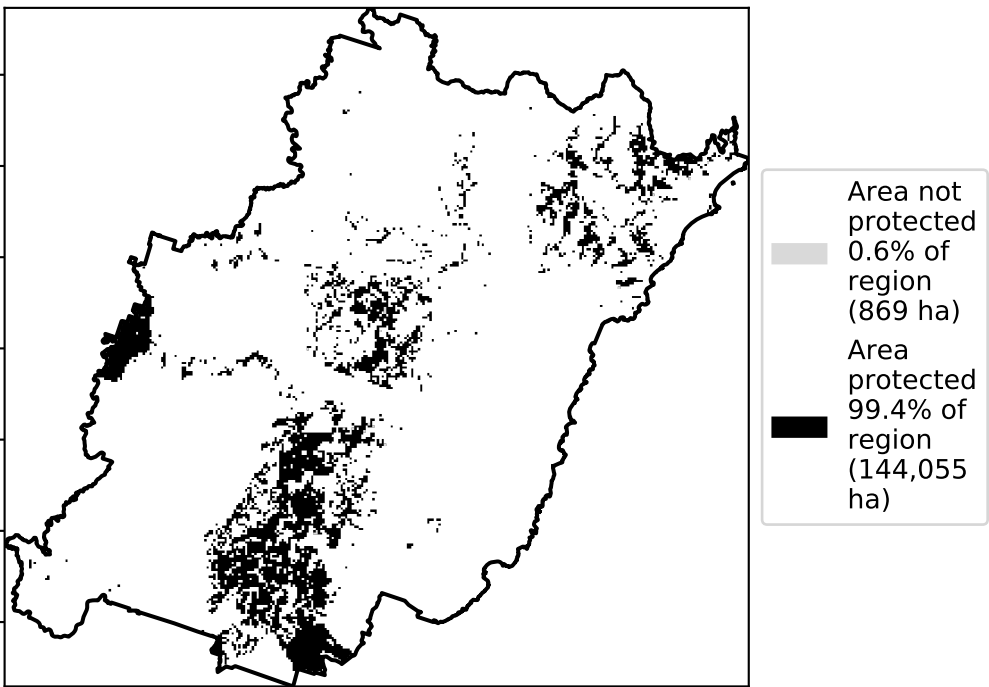 Area not
protected
0.6% of
region
(869 ha)
Area
protected
99.4% of
region
(144,055
ha)